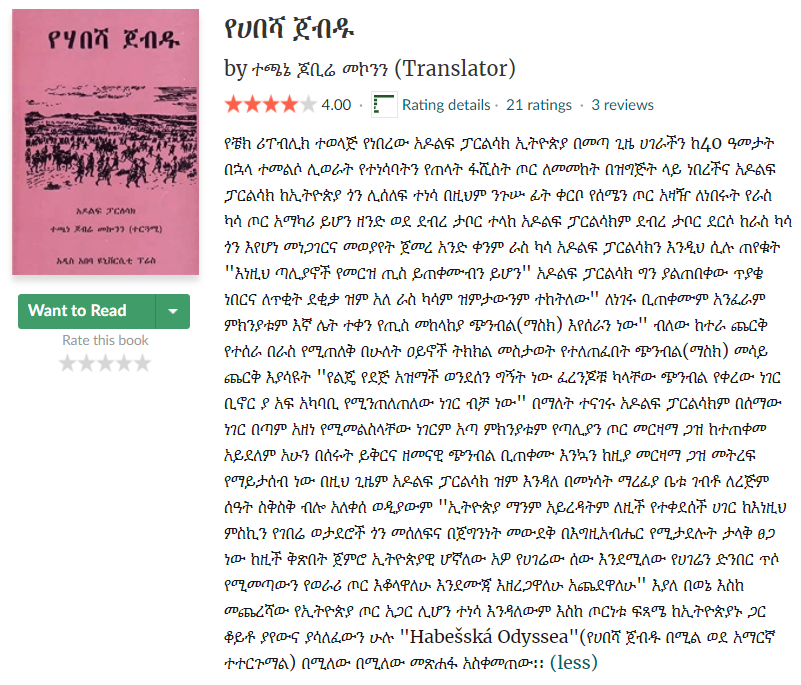 የሃበሻ ጀብዱ
አዶልፍ ፓርለሳክ
ተጫነ ጆብሬ መኮንን (ተርጓሚ)
አዲስ አበባ ዩኒቨርሲቲ ፕሬስ
Want to Read
Rate this book
የሀበሻ ጀብዱ
by ተጫኔ ጆቢሬ መኮንን (Translator)
4.00 · Rating details · 21 ratings · 3 reviews
የቼክ ሪፐብሊክ ተወላጅ የነበረው አዶልፍ ፓርልሳክ ኢትዮጵያ በመጣ ጊዜ ሀገራችን ከ40 ዓመታት
በኋላ ተመልሶ ሊወራት የተነሳባትን የጠላት ፋሺስት ጦር ለመመከት በዝግጅት ላይ ነበረችና አዶልፍ
ፓርልሳክ ከኢትዮጵያ ጎን ሊሰለፍ ተነሳ በዚህም ንጉሡ ፊት ቀርቦ የሰሜን ጦር አዛዥ ለነበሩት የራስ
ካሳ ጦር አማካሪ ይሆን ዘንድ ወደ ደብረ ታቦር ተላከ አዶልፍ ፓርልሳክም ደብረ ታቦር ደርሶ ከራስ ካሳ
ጎን እየሆነ መነጋገርና መወያየት ጀመረ አንድ ቀንም ራስ ካሳ አዶልፍ ፓርልሳክን እንዲህ ሲሉ ጠየቁት
"እነዚህ ጣሊያኖች የመርዝ ጢስ ይጠቀሙብን ይሆን" አዶልፍ ፓርልሳክ ግን ያልጠበቀው ጥያቄ
ነበርና ለጥቂት ደቂቃ ዝም አለ ራስ ካሳም ዝምታውንም ተከትለው" ለነገሩ ቢጠቀሙም አንፈራም
ምክንያቱም እኛ ሌት ተቀን የጢስ መከላከያ ጭንብል(ማስክ) እየሰራን ነው" ብለው ከተራ ጨርቅ
የተሰራ በራስ የሚጠለቅ በሁለት ዐይኖች ትክክል መስታወት የተለጠፈበት ጭንብል(ማስክ) መሳይ
ጨርቅ እያሳዩት "የልጄ የደጅ አዝማች ወንደሰን ግኝት ነው ፈረንጆቹ ካላቸው ጭንብል የቀረው ነገር
ቢኖር ያ አፍ አካባቢ የሚንጠለጠለው ነገር ብቻ ነው" በማለት ተናገሩ አዶልፍ ፓርልሳክም በሰማው
ነገር በጣም አዘነ የሚመልስላቸው ነገርም አጣ ምክንያቱም የጣሊያን ጦር መርዛማ ጋዝ ከተጠቀመ
አይደለም አሁን በሰሩት ይቅርና ዘመናዊ ጭንብል ቢጠቀሙ እንኳን ከዚያ መርዛማ ጋዝ መትረፍ
የማይታሰብ ነው በዚህ ጊዜም አዶልፍ ፓርልሳክ ዝም እንዳለ በመነሳት ማረፊያ ቤቱ ገብቶ ለረጅም
ሰዓት ስቅስቅ ብሎ አለቀሰ ወዲያውም "ኢትዮጵያ ማንም አይረዳትም ለዚች የተቀደሰች ሀገር ከእነዚህ
ምስኪን የገበሬ ወታደሮች ጎን መሰለፍና በጀግንነት መውደቅ በእግዚአብሔር የሚታደሉት ታላቅ ፀጋ
ነው ከዚች ቅጽበት ጀምሮ ኢትዮጵያዊ ሆኛለው አዎ የሀገሬው ሰው እንደሚለው የሀገሬን ድንበር ጥሶ
የሚመጣውን የወራሪ ጦር እቆላዋለሁ እንደሙጃ እዘረጋዋለሁ አጨደዋለሁ" እያለ በወኔ እስከ
መጨረሻው የኢትዮጵያ ጦር አጋር ሊሆን ተነሳ እንዳለውም እስከ ጦርነቱ ፍጻሜ ከኢትዮጵያኑ ጋር
ቆይቶ ያየውና ያሳለፈውን ሁሉ "Habešská Odyssea"(የሀበሻ ጀብዱ በሚል ወደ አማርኛ
ተተርጉማል) በሚለው በሚለው መጽሐፋ አስቀመጠው፡፡ (less)